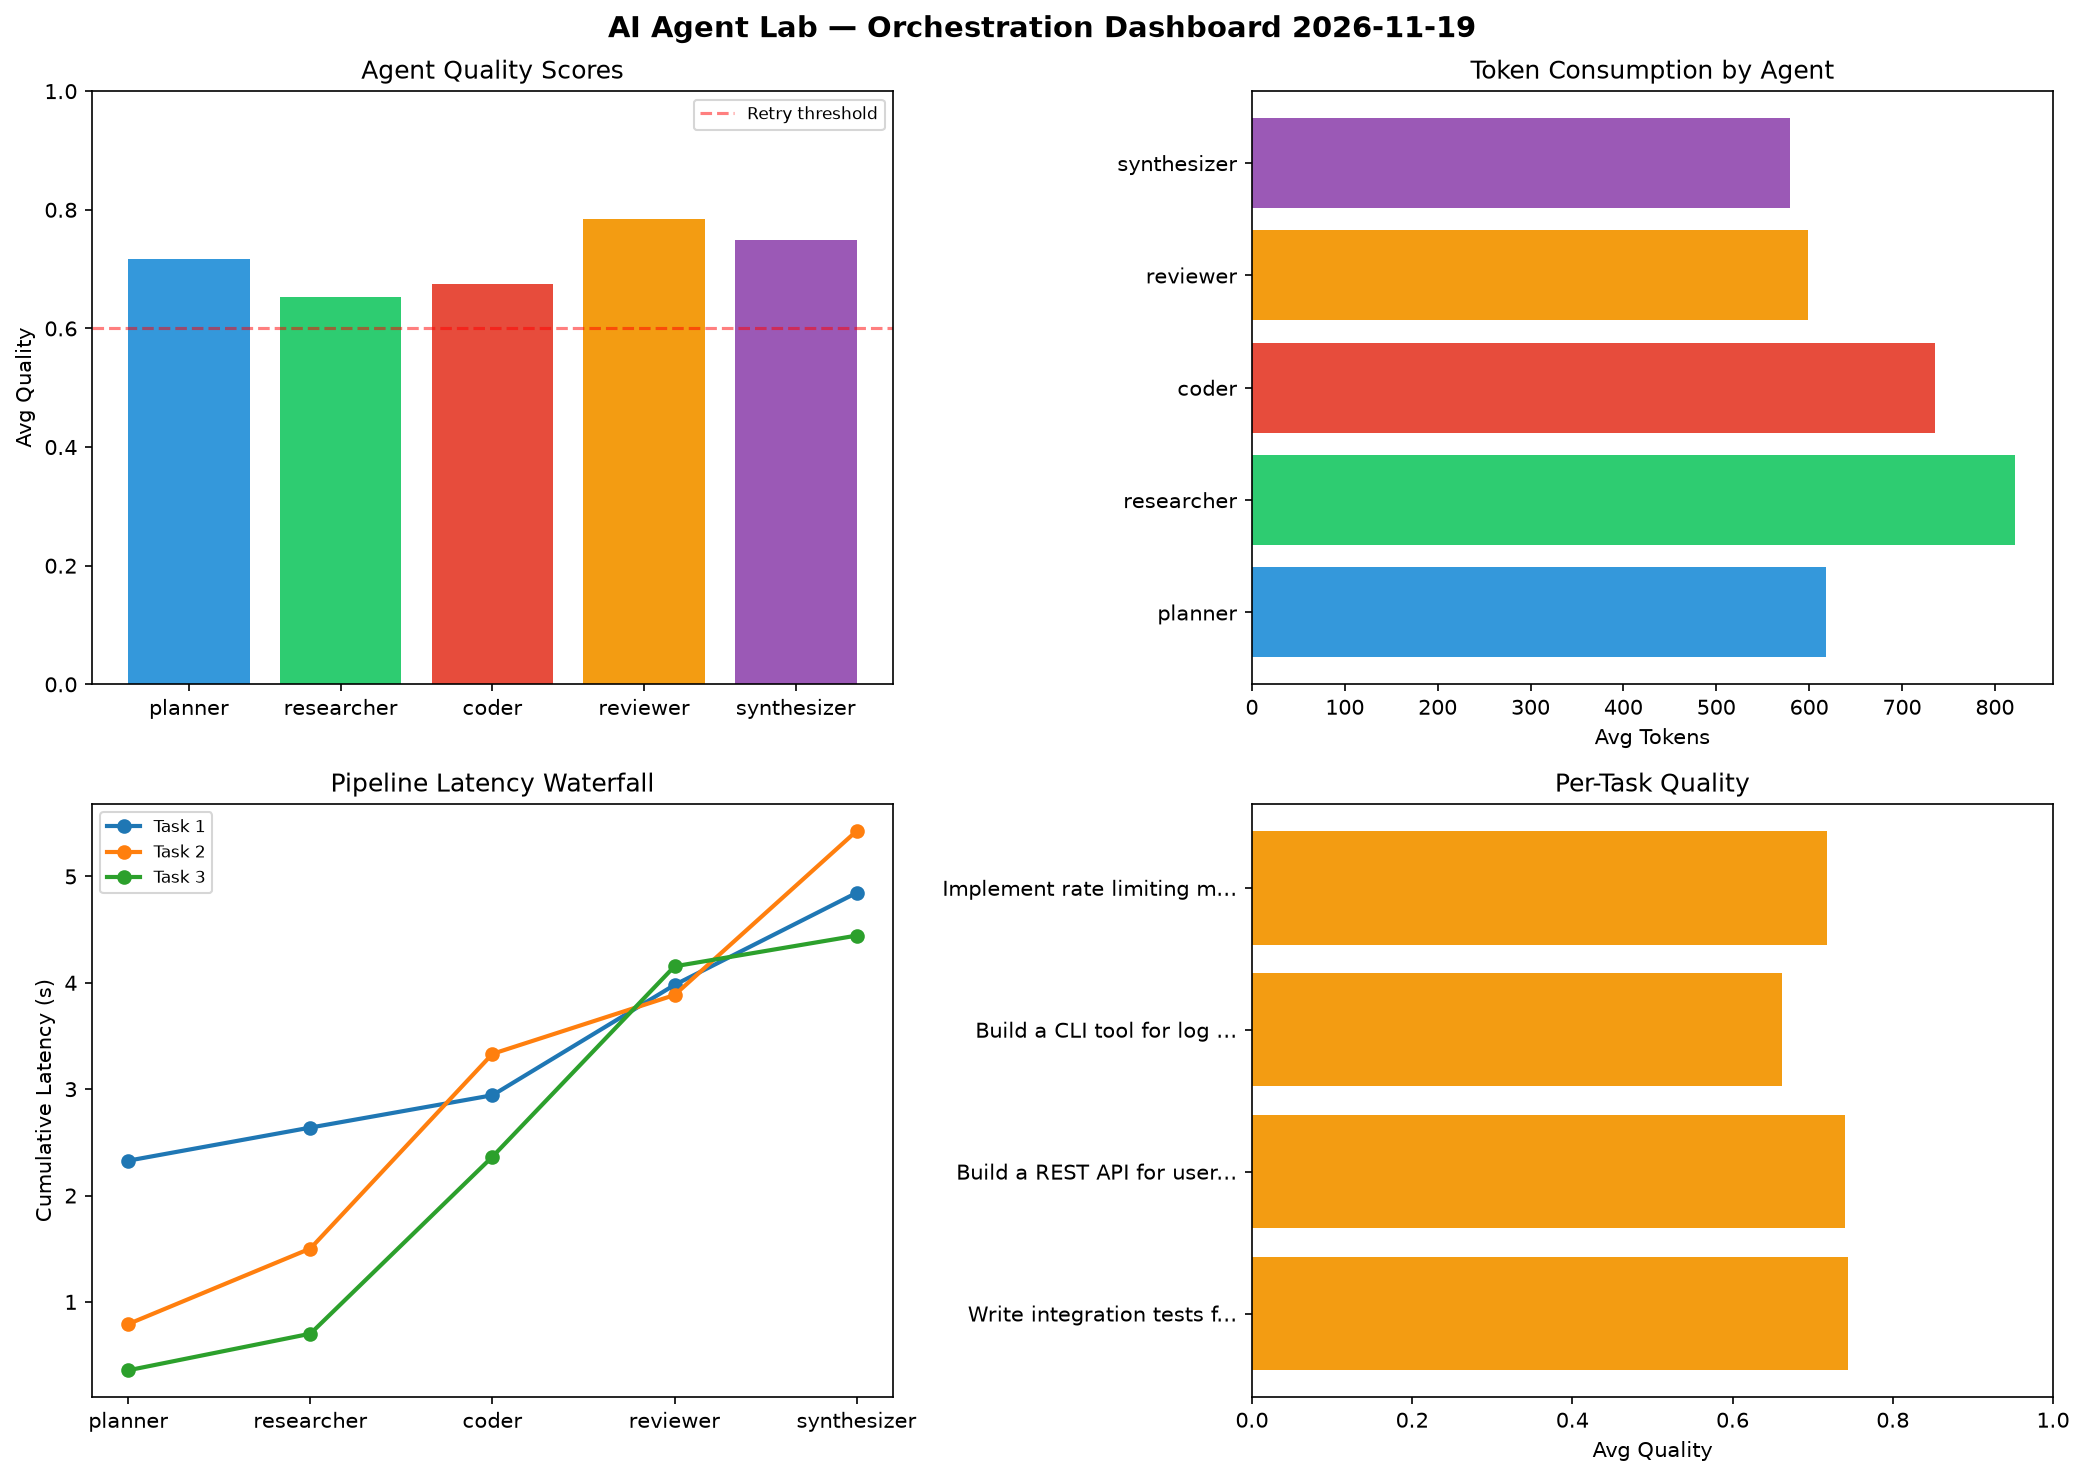 AI Agent Lab — Orchestration Dashboard 2026-11-19
Agent Quality Scores
Avg Quality
1.0
0.8
0.6
0.4
0.2
0.0
Retry threshold
planner researcher coder reviewer synthesizer
Token Consumption by Agent
synthesizer
reviewer
coder
researcher
planner
0 100 200 300 400 500 600 700 800
Avg Tokens
Pipeline Latency Waterfall
Cumulative Latency (s)
Task 1
Task 2
Task 3
5
4
3
2
1
planner researcher coder reviewer synthesizer
Per-Task Quality
Implement rate limiting m...
Build a CLI tool for log ...
Build a REST API for user...
Write integration tests f...
0.0 0.2 0.4 0.6 0.8 1.0
Avg Quality